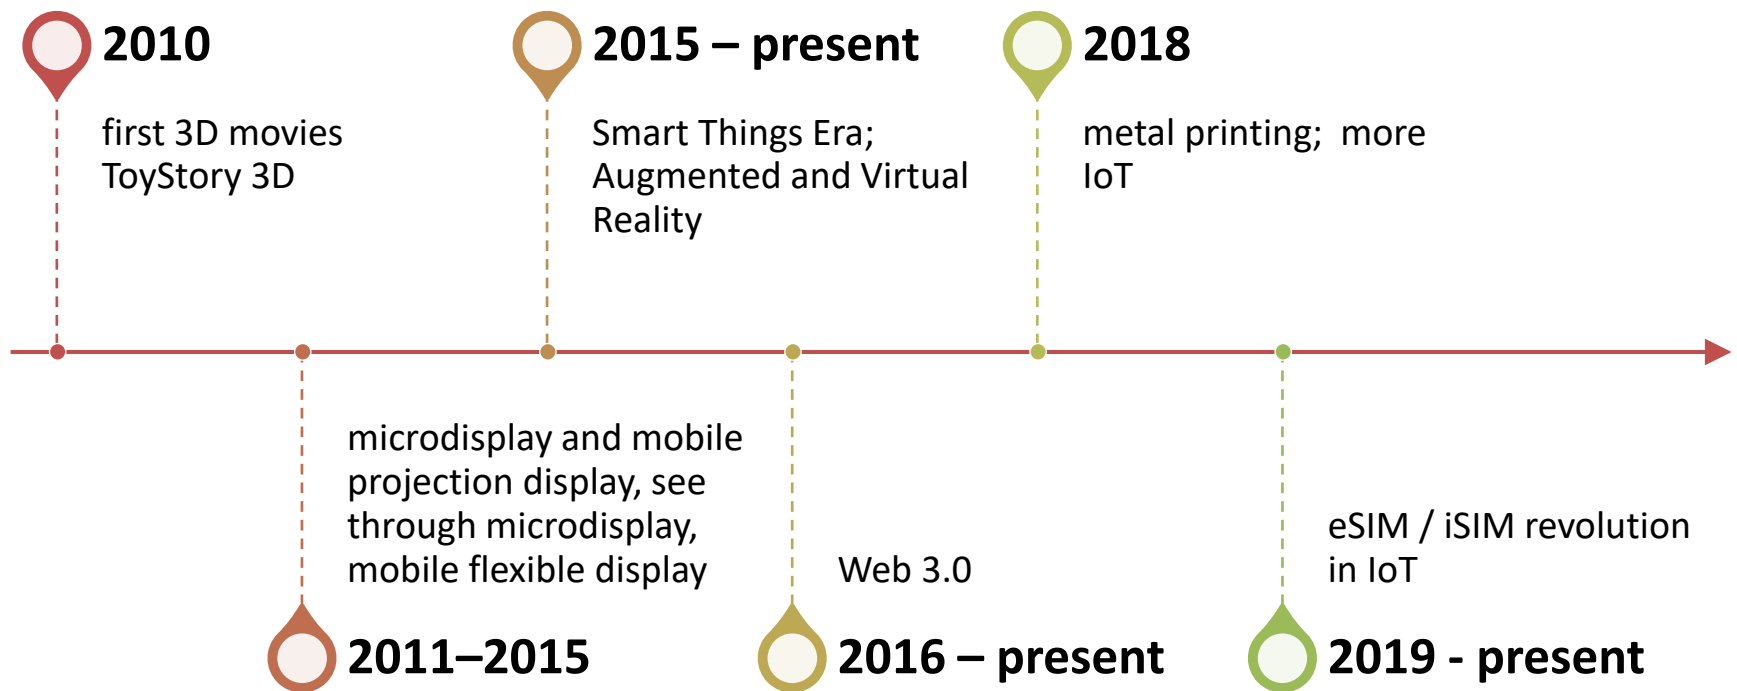 2010
first 3D movies
ToyStory 3D
2015 – present
Smart Things Era;
Augmented and Virtual
Reality
2018
metal printing;  more
IoT
microdisplay and mobile
projection display, see
through microdisplay,
mobile flexible display
2011–2015
Web 3.0
2016 – present
eSIM / iSIM revolution
in IoT
2019 - present